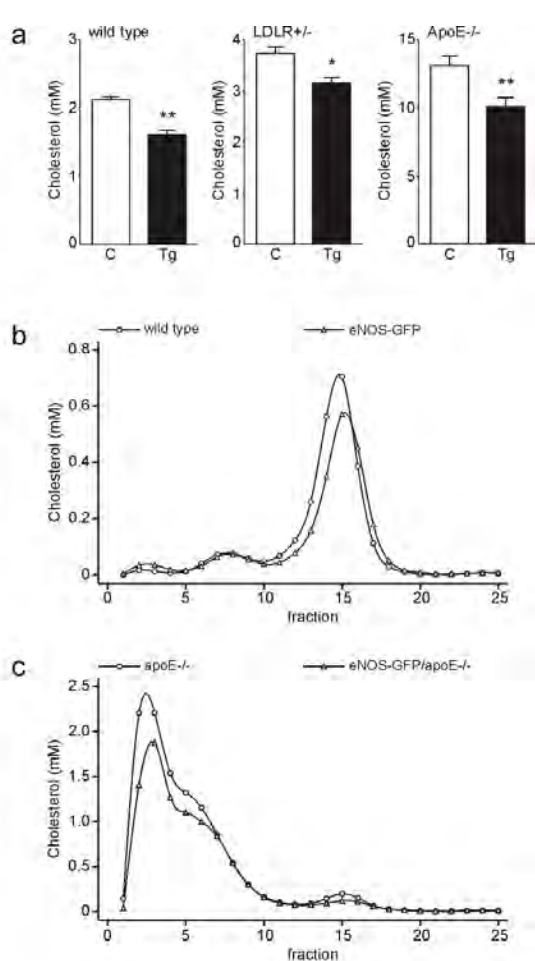 a
wild type
LDLR+/-
ApoE-/-
Cholesterol (mM)
3
2
1
0
**
C
Tg
Cholesterol (mM)
4
3
2
1
0
*
C
Tg
Cholesterol (mM)
15
10
5
0
**
C
Tg
b
wild type
eNOS-GFP
Cholesterol (mM)
0.8
0.6
0.4
0.2
0
0
5
10
15
20
25
fraction
c
apoE-/-
eNOS-GFP/apoE-/-
Cholesterol (mM)
2.5
2.0
1.5
1.0
0.5
0
0
5
10
15
20
25
fraction